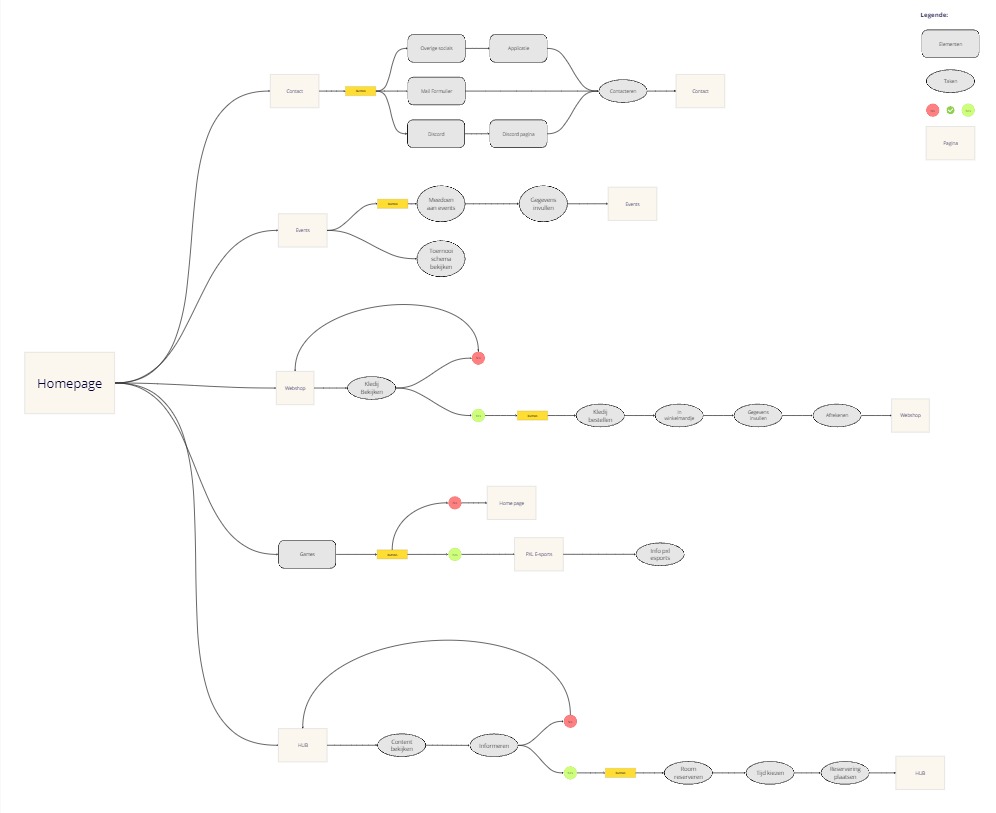 Legende:
Elementen
Taken
Pagina
Homepage
Contact
Overige socials
Applicatie
Mail Formulier
Discord
Discord pagina
Contacteren
Contact
Events
Meedoen
aan events
Gegevens
invullen
Events
Toernooi
schema
bekijken
Webshop
Kledij
Bekijken
Kledij
bestellen
In
winkelmandje
Gegevens
invullen
Afrekenen
Webshop
Games
Home page
PXL Esports
Info pxl
esports
HUB
Content
bekijken
Informeren
Room
reserveren
Tijd kiezen
Reservering
plaatsen
HUB